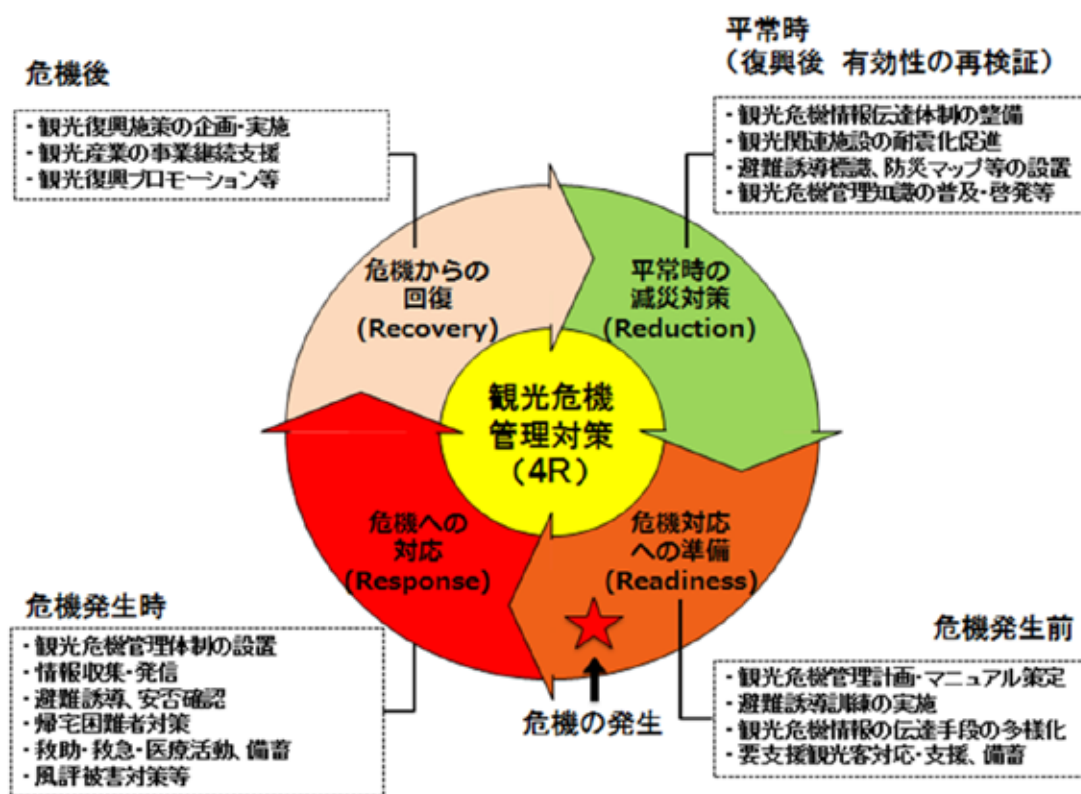 危機後
・観光復興施策の企画・実施
・観光産業の事業継続支援
・観光復興プロモーション等
平常時
（復興後 有効性の再検証）
・観光危機情報伝達体制の整備
・観光関連施設の耐震化促進
・避難誘導標識、防災マップ等の設置
・観光危機管理知識の普及・啓発等
危機からの
回復
(Recovery)
平常時の
減災対策
(Reduction)
観光危機
管理対策
（4R）
危機への
対応
(Response)
危機対応
への準備
(Readiness)
危機発生時
・観光危機管理体制の設置
・情報収集・発信
・避難誘導、安否確認
・帰宅困難者対策
・救助・救急・医療活動、備蓄
・風評被害対策等
危機の発生
危機発生前
・観光危機管理計画・マニュアル策定
・避難誘導訓練の実施
・観光危機情報の伝達手段の多様化
・要支援観光客対応・支援、備蓄